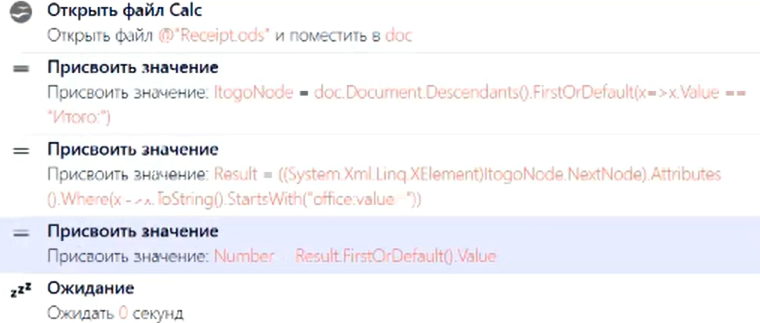 Открыть файл Calc
Открыть файл @"Receipt.ods" и поместить в doc
Присвоить значение
Присвоить значение: ItogoNode = doc.Document.Descendants().FirstOrDefault(x=>x.Value ==
"Итого:")
Присвоить значение
Присвоить значение: Result = ((System.Xml.Linq.XElement)ItogoNode.NextNode).Attributes
().Where(x=>x.ToString().StartsWith("office:value"))
Присвоить значение
Присвоить значение: Number Result.FirstOrDefault().Value
zzz Ожидание
Ожидать 0 секунд